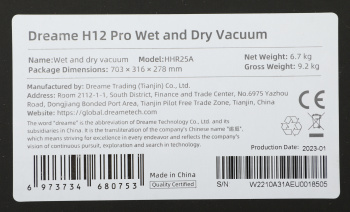 Dreame H12 Pro Wet and Dry Vacuum
Name:Wet and dry vacuum Model:HHR25A Net Weight: 6.7 kg
Package Dimensions: 703 × 316 × 278 mm Gross Weight: 9.2 kg
Manufactured by: Dreame Trading (Tianjin) Co., Ltd.
Address: Room 2112-1-1, South District, Finance and Trade Center, No.6975 Yazhou
Road, Dongjiang Bonded Port Area, Tianjin Pilot Free Trade Zone, Tianjin, China
Website: https://global.dreametech.com
The word "dreame" is the abbreviation of Dreame Technology Co., Ltd. and its
subsidiaries in China. It is the transliteration of the company's Chinese name "追觅",
which means striving for excellence in every endeavor and reflects the company's
vision of continuous pursuit, exploration and search in technology.
CE
Production Date:
2023-01
Made in China
Quality Certified
6 973734 680753
S/N W2210A31AEU0018505